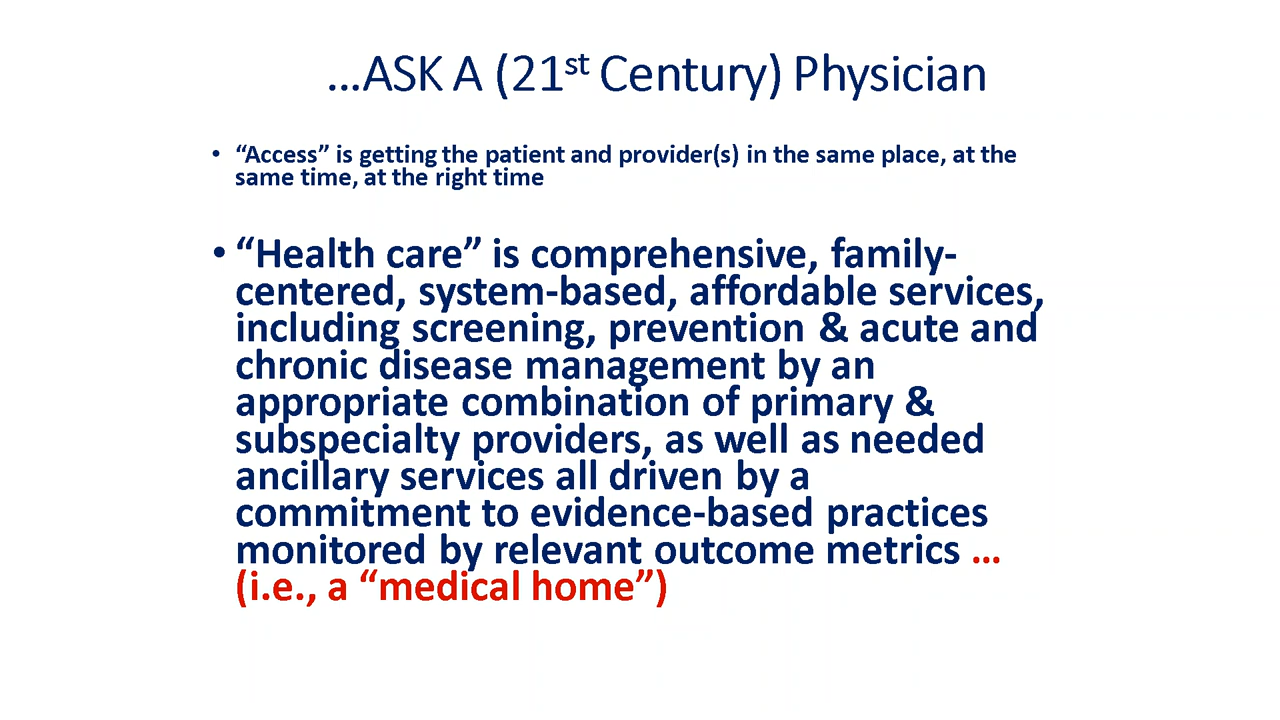 …ASK A (21st Century) Physician
• “Access” is getting the patient and provider(s) in the same place, at the
same time, at the right time
• “Health care” is comprehensive, family-
centered, system-based, affordable services,
including screening, prevention & acute and
chronic disease management by an
appropriate combination of primary &
subspecialty providers, as well as needed
ancillary services all driven by a
commitment to evidence-based practices
monitored by relevant outcome metrics …
(i.e., a “medical home”)